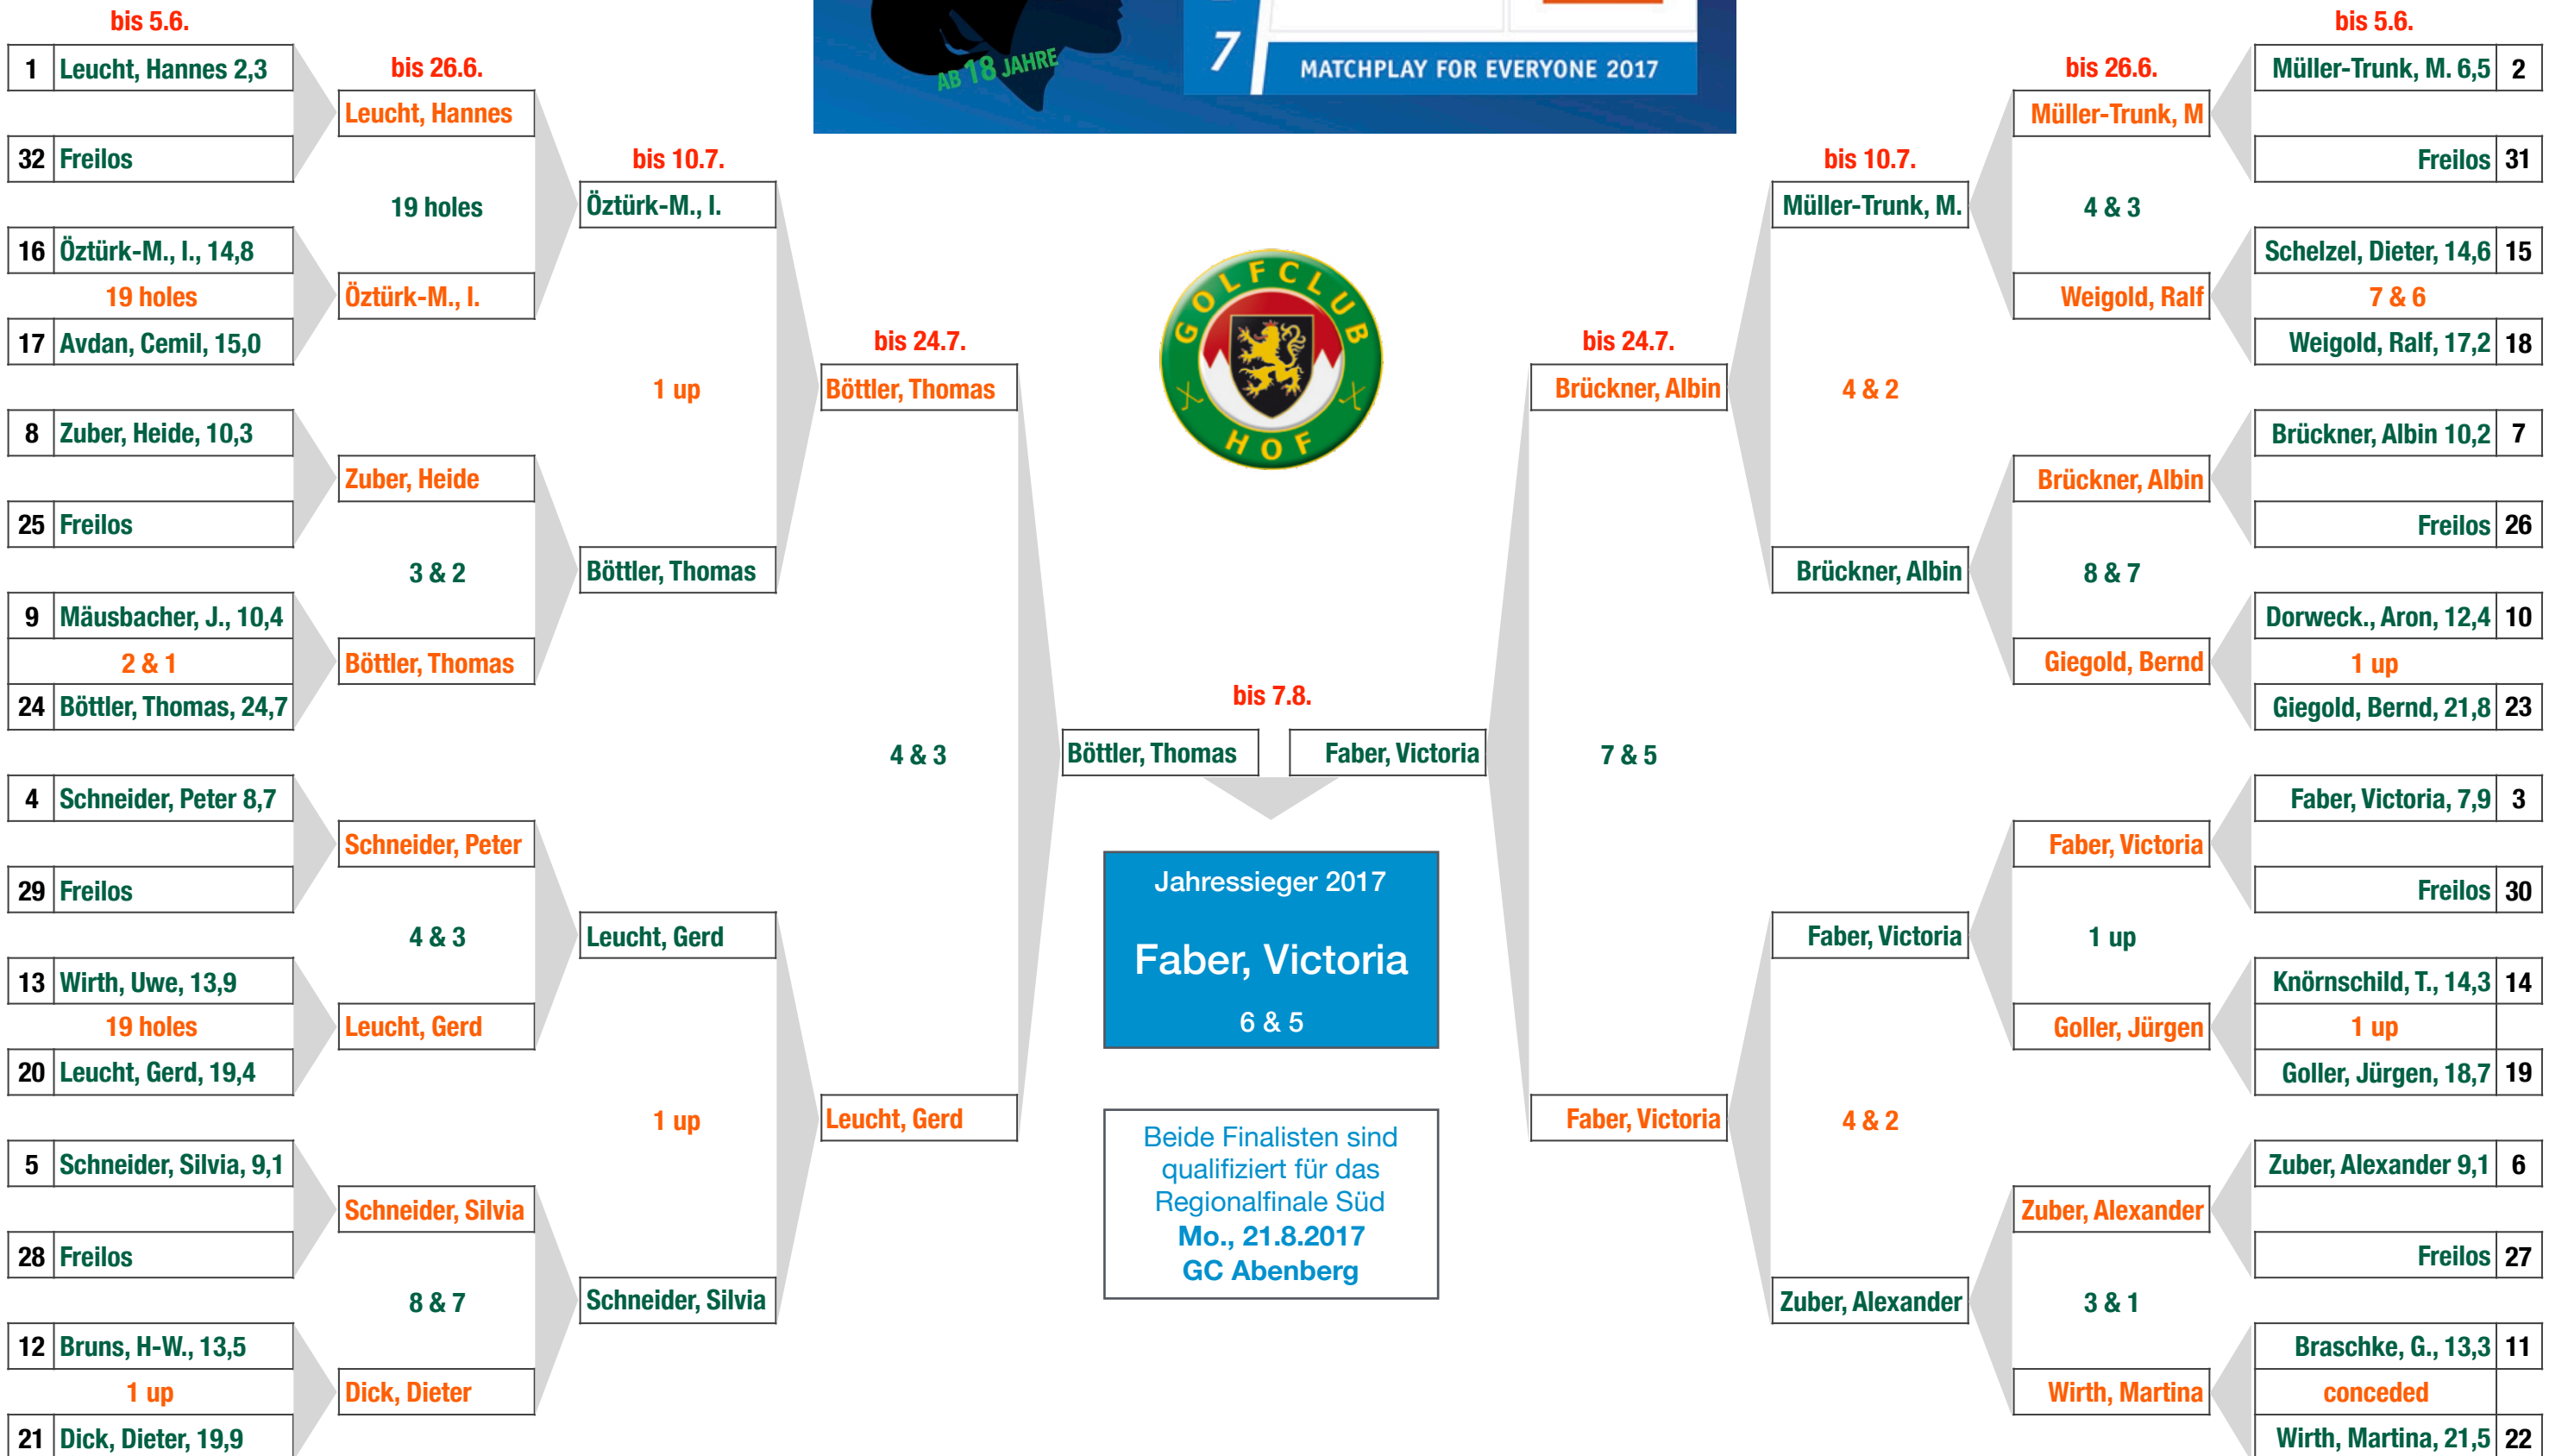 AB 18 JAHRE
7
MATCHPLAY FOR EVERYONE 2017
bis 5.6.
1 Leucht, Hannes 2,3
32 Freilos
16 Öztürk-M., I., 14,8
19 holes
17 Avdan, Cemil, 15,0
8 Zuber, Heide, 10,3
25 Freilos
9 Mäusbacher, J., 10,4
2 & 1
24 Böttler, Thomas, 24,7
4 Schneider, Peter 8,7
29 Freilos
13 Wirth, Uwe, 13,9
19 holes
20 Leucht, Gerd, 19,4
5 Schneider, Silvia, 9,1
28 Freilos
12 Bruns, H-W., 13,5
1 up
21 Dick, Dieter, 19,9
bis 26.6.
Leucht, Hannes
19 holes
Öztürk-M., I.
Zuber, Heide
3 & 2
Böttler, Thomas
Schneider, Peter
4 & 3
Leucht, Gerd
Schneider, Silvia
8 & 7
Dick, Dieter
bis 10.7.
Öztürk-M., I.
1 up
Böttler, Thomas
Leucht, Gerd
1 up
Schneider, Silvia
bis 24.7.
Böttler, Thomas
4 & 3
Leucht, Gerd
GOLFCLUB
HOF
bis 7.8.
Böttler, Thomas
Faber, Victoria
Jahressieger 2017
Faber, Victoria
6 & 5
Beide Finalisten sind
qualifiziert für das
Regionalfinale Süd
Mo., 21.8.2017
GC Abenberg
bis 24.7.
Brückner, Albin
7 & 5
Faber, Victoria
bis 10.7.
Müller-Trunk, M.
4 & 2
Brückner, Albin
Faber, Victoria
4 & 2
Zuber, Alexander
bis 26.6.
Müller-Trunk, M
4 & 3
Weigold, Ralf
Brückner, Albin
8 & 7
Giegold, Bernd
Faber, Victoria
1 up
Goller, Jürgen
Zuber, Alexander
3 & 1
Wirth, Martina
bis 5.6.
Müller-Trunk, M. 6,5 2
Freilos 31
Schelzel, Dieter, 14,6 15
7 & 6
Weigold, Ralf, 17,2 18
Brückner, Albin 10,2 7
Freilos 26
Dorweck., Aron, 12,4 10
1 up
Giegold, Bernd, 21,8 23
Faber, Victoria, 7,9 3
Freilos 30
Knörnschild, T., 14,3 14
1 up
Goller, Jürgen, 18,7 19
Zuber, Alexander 9,1 6
Freilos 27
Braschke, G., 13,3 11
conceded
Wirth, Martina, 21,5 22